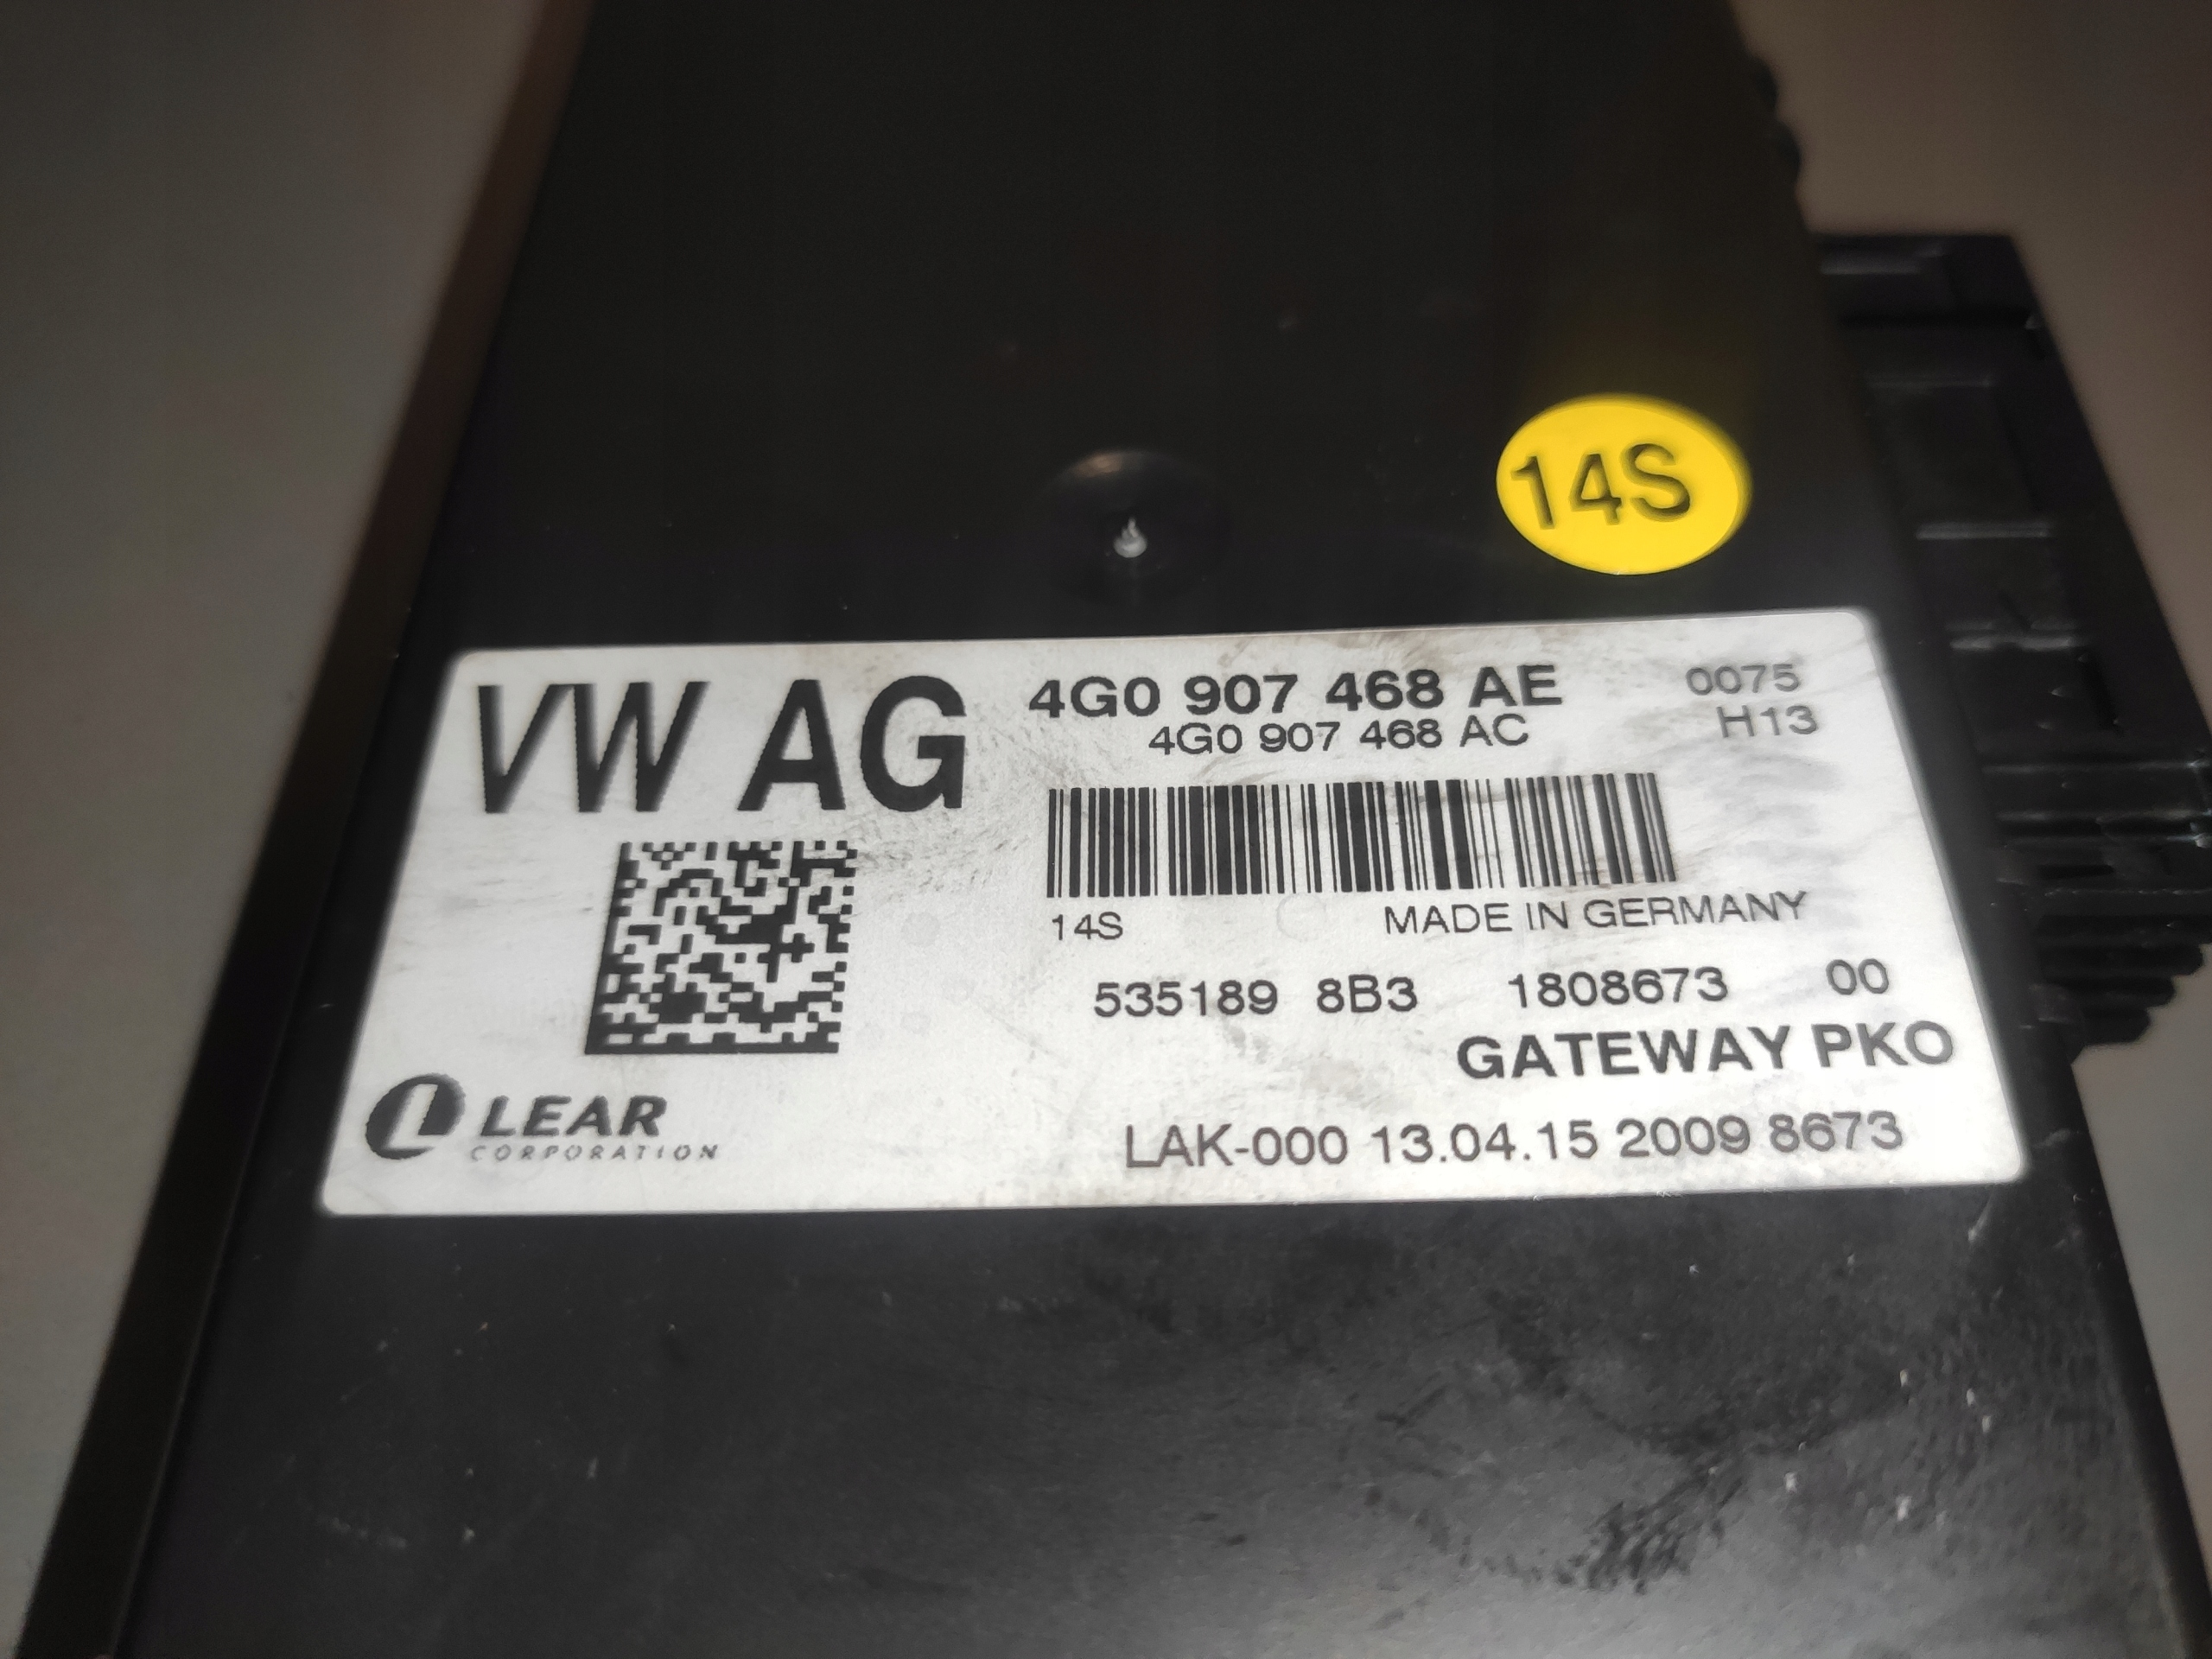 14S
VW AG
4G0 907 468 AE
0075
4G0 907 468 AC
H13
14S
MADE IN GERMANY
535189 8B3 1808673 00
GATEWAY PKO
LEAR
CORPORATION
LAK-000 13.04.15 2009 8673